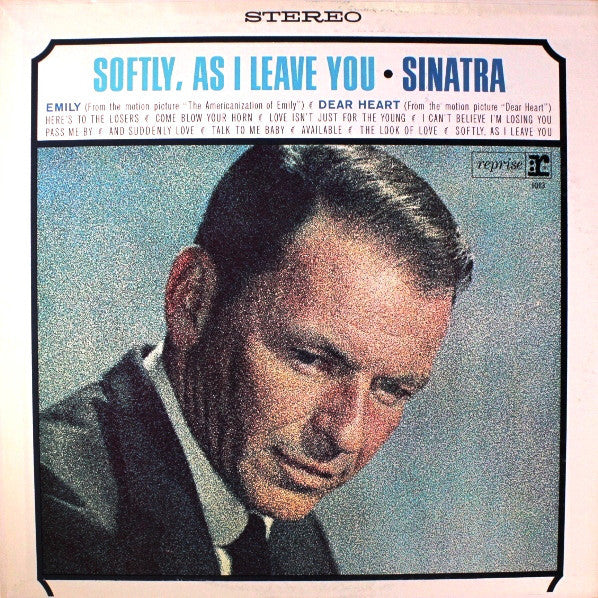 STEREO
SOFTLY, AS I LEAVE YOU • SINATRA
EMILY (From the motion picture "The Americanization of Emily") DEAR HEART (From the motion picture "Dear Heart")
HERE'S TO THE LOSERS COME BLOW YOUR HORN LOVE ISN'T JUST FOR THE YOUNG I CAN'T BELIEVE I'M LOSING YOU
PASS ME BY AND SUDDENLY LOVE TALK TO ME BABY AVAILABLE THE LOOK OF LOVE SOFTLY, AS I LEAVE YOU
reprise r
1013